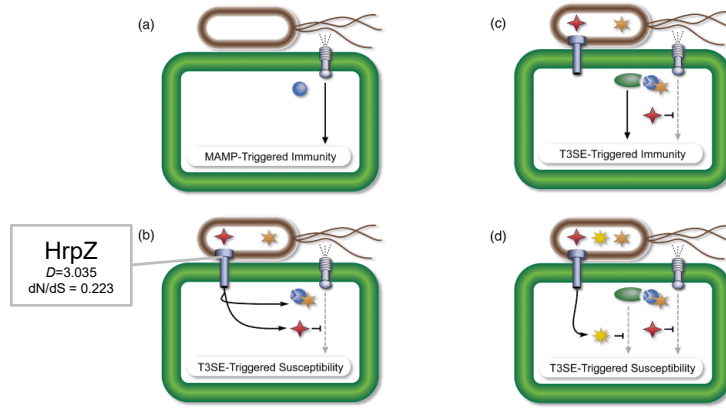 (a)
MAMP-Triggered Immunity
(c)
T3SE-Triggered Immunity
HrpZ
D=3.035
dN/dS = 0.223
(b)
T3SE-Triggered Susceptibility
(d)
T3SE-Triggered Susceptibility